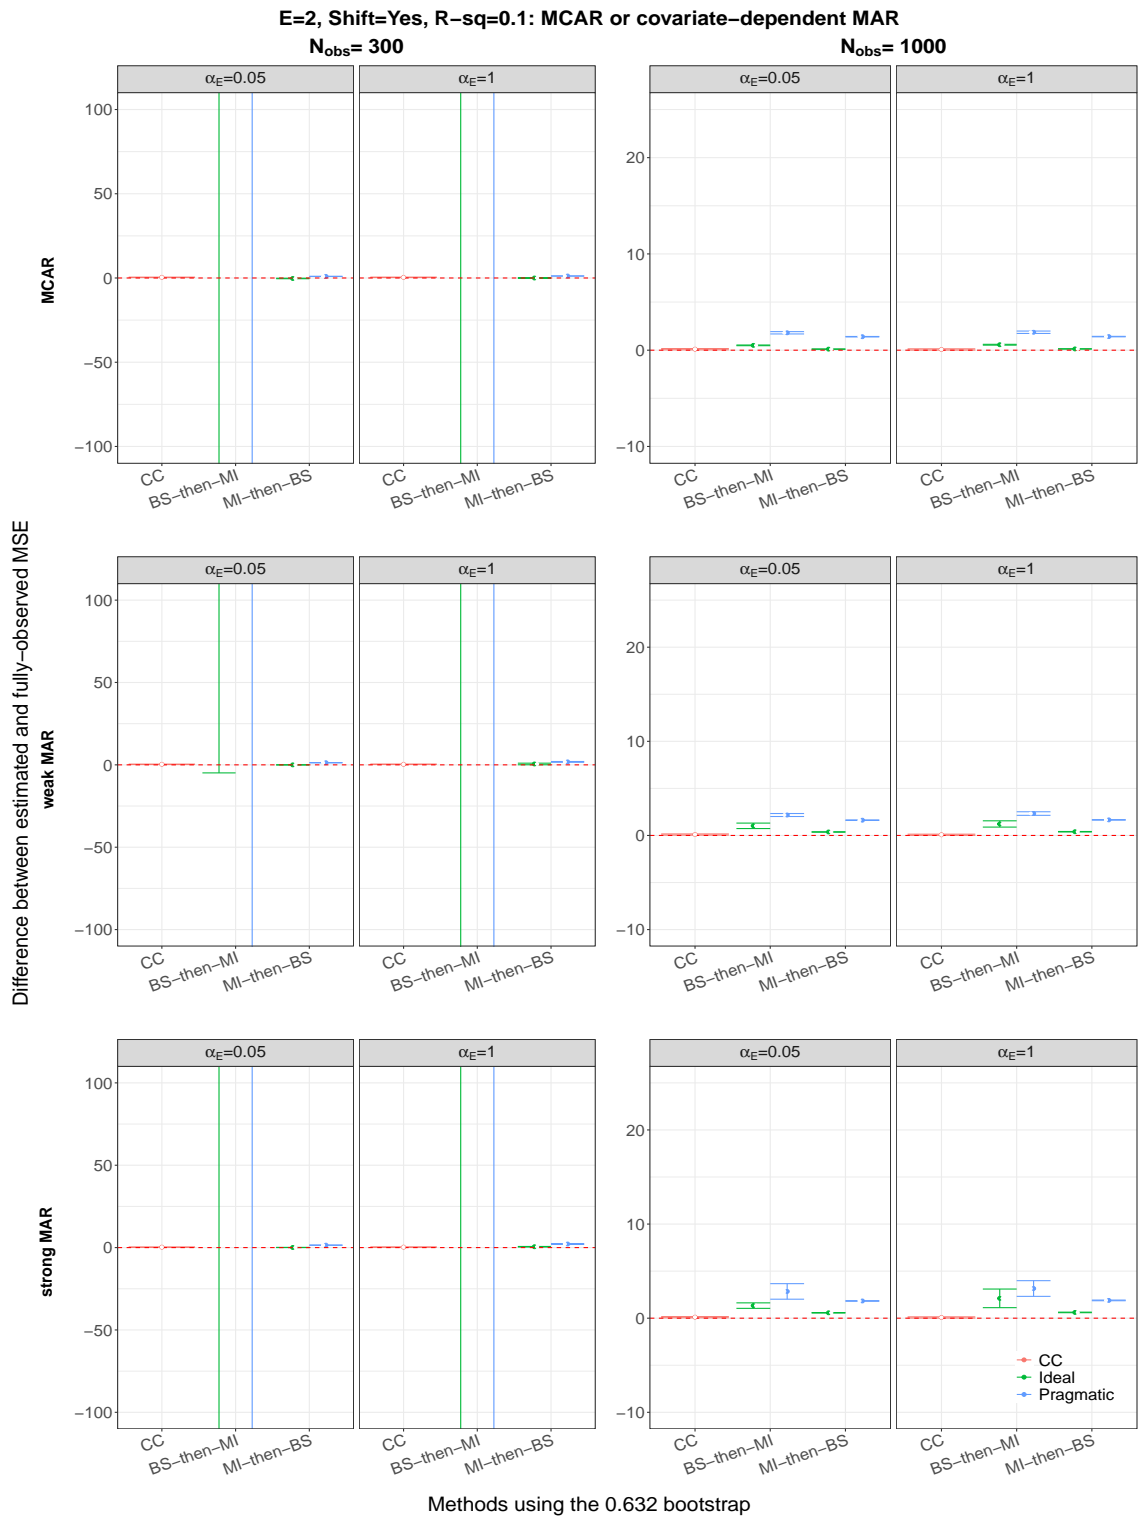 E=2, Shift=Yes, R−sq=0.1: MCAR or covariate−dependent MAR
Nobs= 300
Nobs= 1000
Difference between estimated and fully−observed MSE
MCAR
αE=0.05
αE=1
αE=0.05
αE=1
100
50
0
−50
−100
20
10
0
−10
CC
BS−then−MI
MI−then−BS
CC
BS−then−MI
MI−then−BS
CC
BS−then−MI
MI−then−BS
CC
BS−then−MI
MI−then−BS
weak MAR
αE=0.05
αE=1
αE=0.05
αE=1
100
50
0
−50
−100
20
10
0
−10
CC
BS−then−MI
MI−then−BS
CC
BS−then−MI
MI−then−BS
CC
BS−then−MI
MI−then−BS
CC
BS−then−MI
MI−then−BS
strong MAR
αE=0.05
αE=1
αE=0.05
αE=1
100
50
0
−50
−100
20
10
0
−10
CC
Ideal
Pragmatic
CC
BS−then−MI
MI−then−BS
CC
BS−then−MI
MI−then−BS
CC
BS−then−MI
MI−then−BS
CC
BS−then−MI
MI−then−BS
Methods using the 0.632 bootstrap